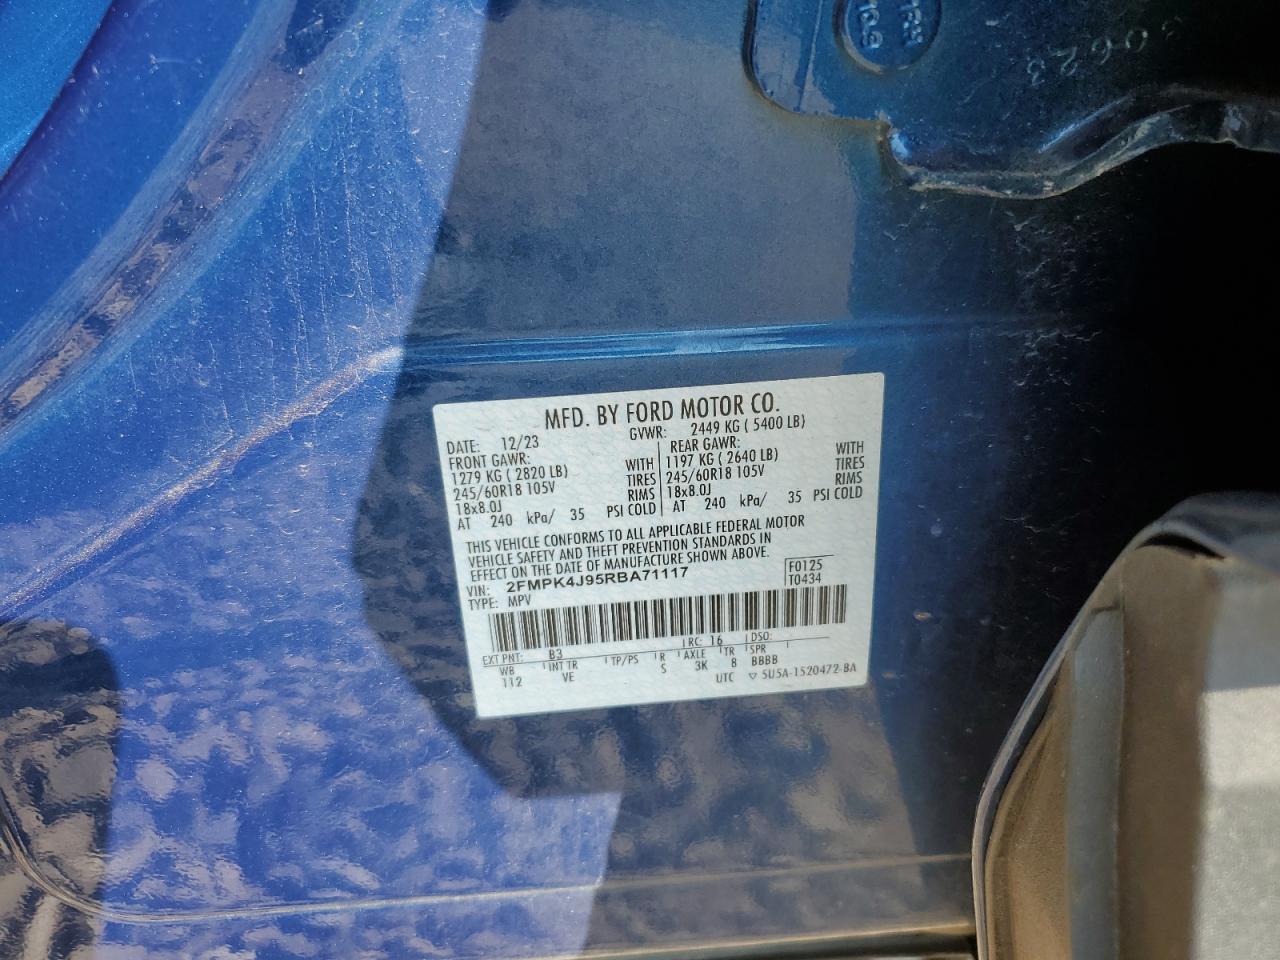 30623
MFD. BY FORD MOTOR CO.
DATE: 12/23 GVWR: 2449 KG ( 5400 LB)
FRONT GAWR: REAR GAWR:
1279 KG ( 2820 LB) WITH 1197 KG ( 2640 LB) WITH
245/60R18 105V TIRES 245/60R18 105V TIRES
18x8.0J RIMS 18x8.0J RIMS
AT 240 kPa/ 35 PSI COLD AT 240 kPa/ 35 PSI COLD
THIS VEHICLE CONFORMS TO ALL APPLICABLE FEDERAL MOTOR
VEHICLE SAFETY AND THEFT PREVENTION STANDARDS IN
EFFECT ON THE DATE OF MANUFACTURE SHOWN ABOVE.
VIN: 2FMPK4J95RBA71117 F0125
TYPE: MPV T0434
EXT PNT: B3 RC: 16 DSO:
WB INT TR TP/PS R AXLE TR SPR
112 VE S 3K 8 BBBB
UTC ▽ 5U5A-1520472-BA